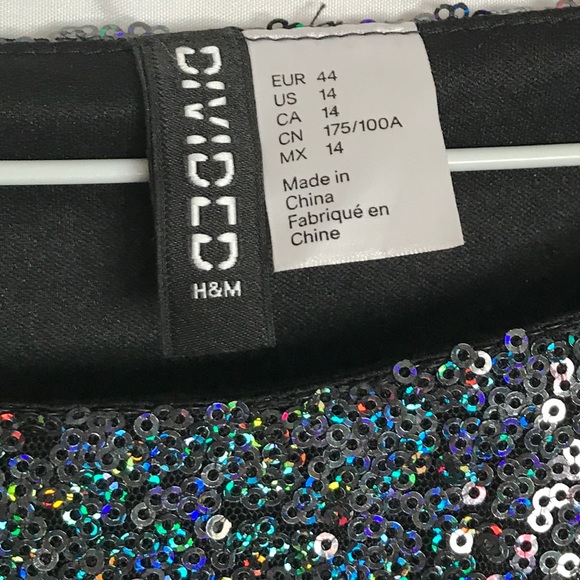 DIVIDED
H&M
EUR 44
US 14
CA 14
CN 175/100A
MX 14
Made in
China
Fabriqué en
Chine